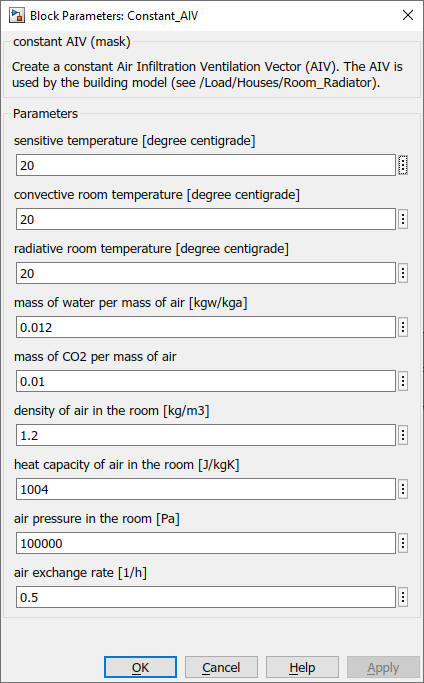 Block Parameters: Constant_AIV
constant AIV (mask)
Create a constant Air Infiltration Ventilation Vector (AIV). The AIV is
used by the building model (see /Load/Houses/Room_Radiator).
Parameters
sensitive temperature [degree centigrade]
20
convective room temperature [degree centigrade]
20
radiative room temperature [degree centigrade]
20
mass of water per mass of air [kgw/kga]
0.012
mass of CO2 per mass of air
0.01
density of air in the room [kg/m3]
1.2
heat capacity of air in the room [J/kgK]
1004
air pressure in the room [Pa]
100000
air exchange rate [1/h]
0.5
OK Cancel Help Apply